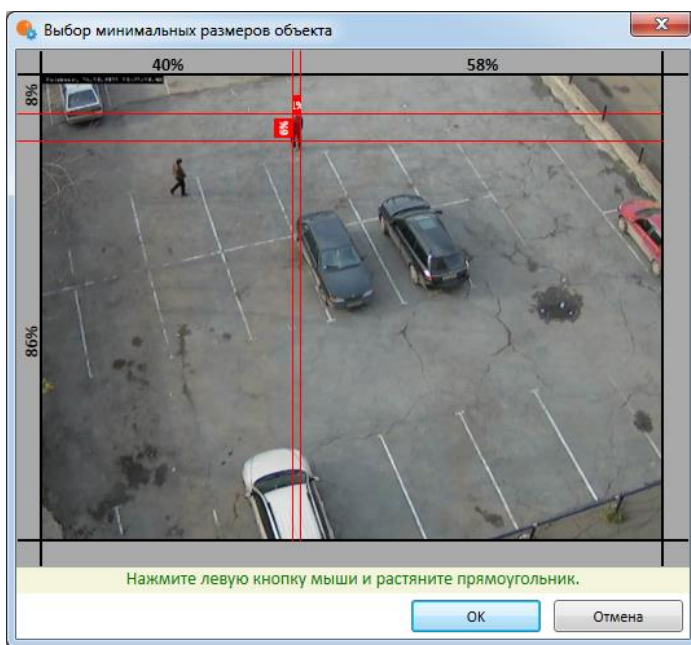 Выбор минимальных размеров объекта
40%
58%
8%
6%
86%
Нажмите левую кнопку мыши и растяните прямоугольник.
ОК
Отмена